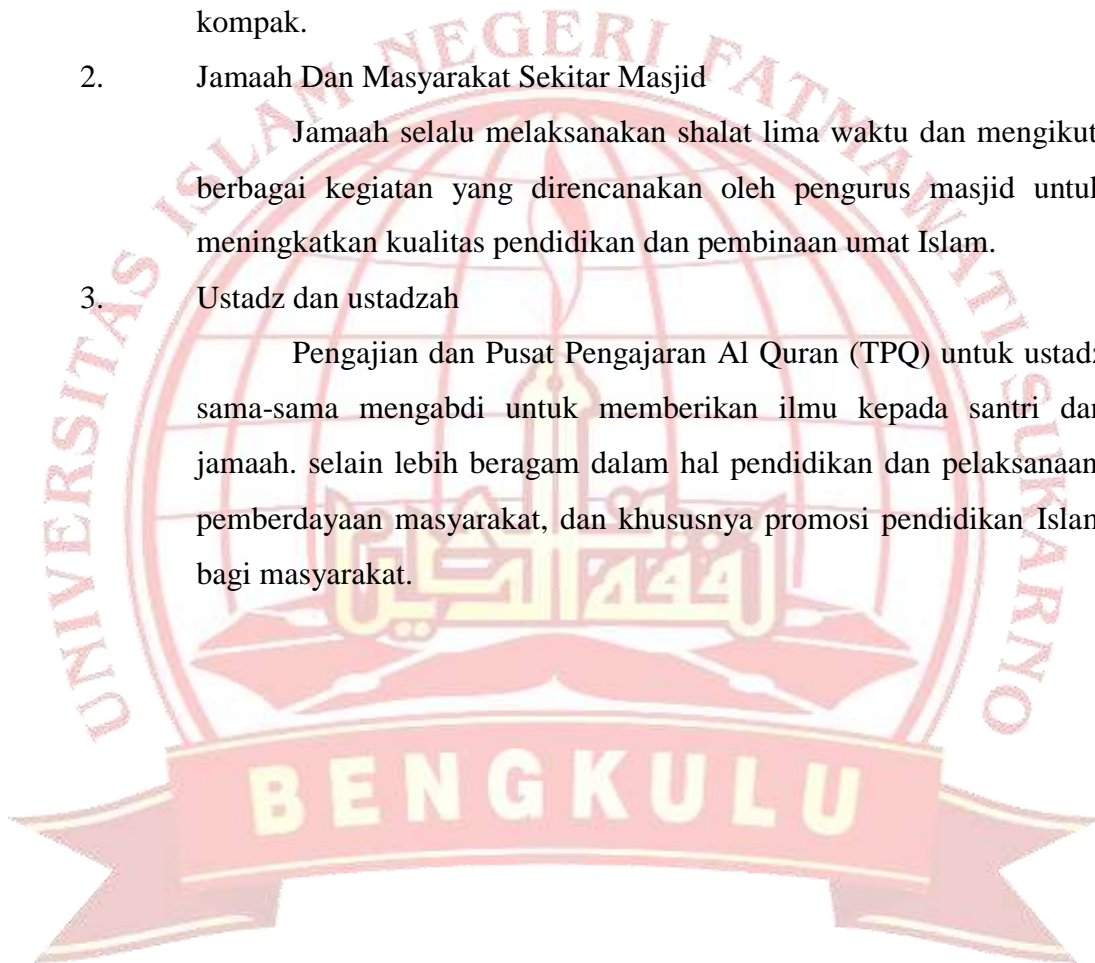 kompak.
2. Jamaah Dan Masyarakat Sekitar Masjid
Jamaah selalu melaksanakan shalat lima waktu dan mengikut
berbagai kegiatan yang direncanakan oleh pengurus masjid untuk
meningkatkan kualitas pendidikan dan pembinaan umat Islam.
3. Ustadz dan ustadzah
Pengajian dan Pusat Pengajaran Al Quran (TPQ) untuk ustadz
sama-sama mengabdi untuk memberikan ilmu kepada santri dan
jamaah. selain lebih beragam dalam hal pendidikan dan pelaksanaan
pemberdayaan masyarakat, dan khususnya promosi pendidikan Islam
bagi masyarakat.
UNIVERSITAS ISLAM NEGERI FATMAWATI SUKARNO
BENGKULU